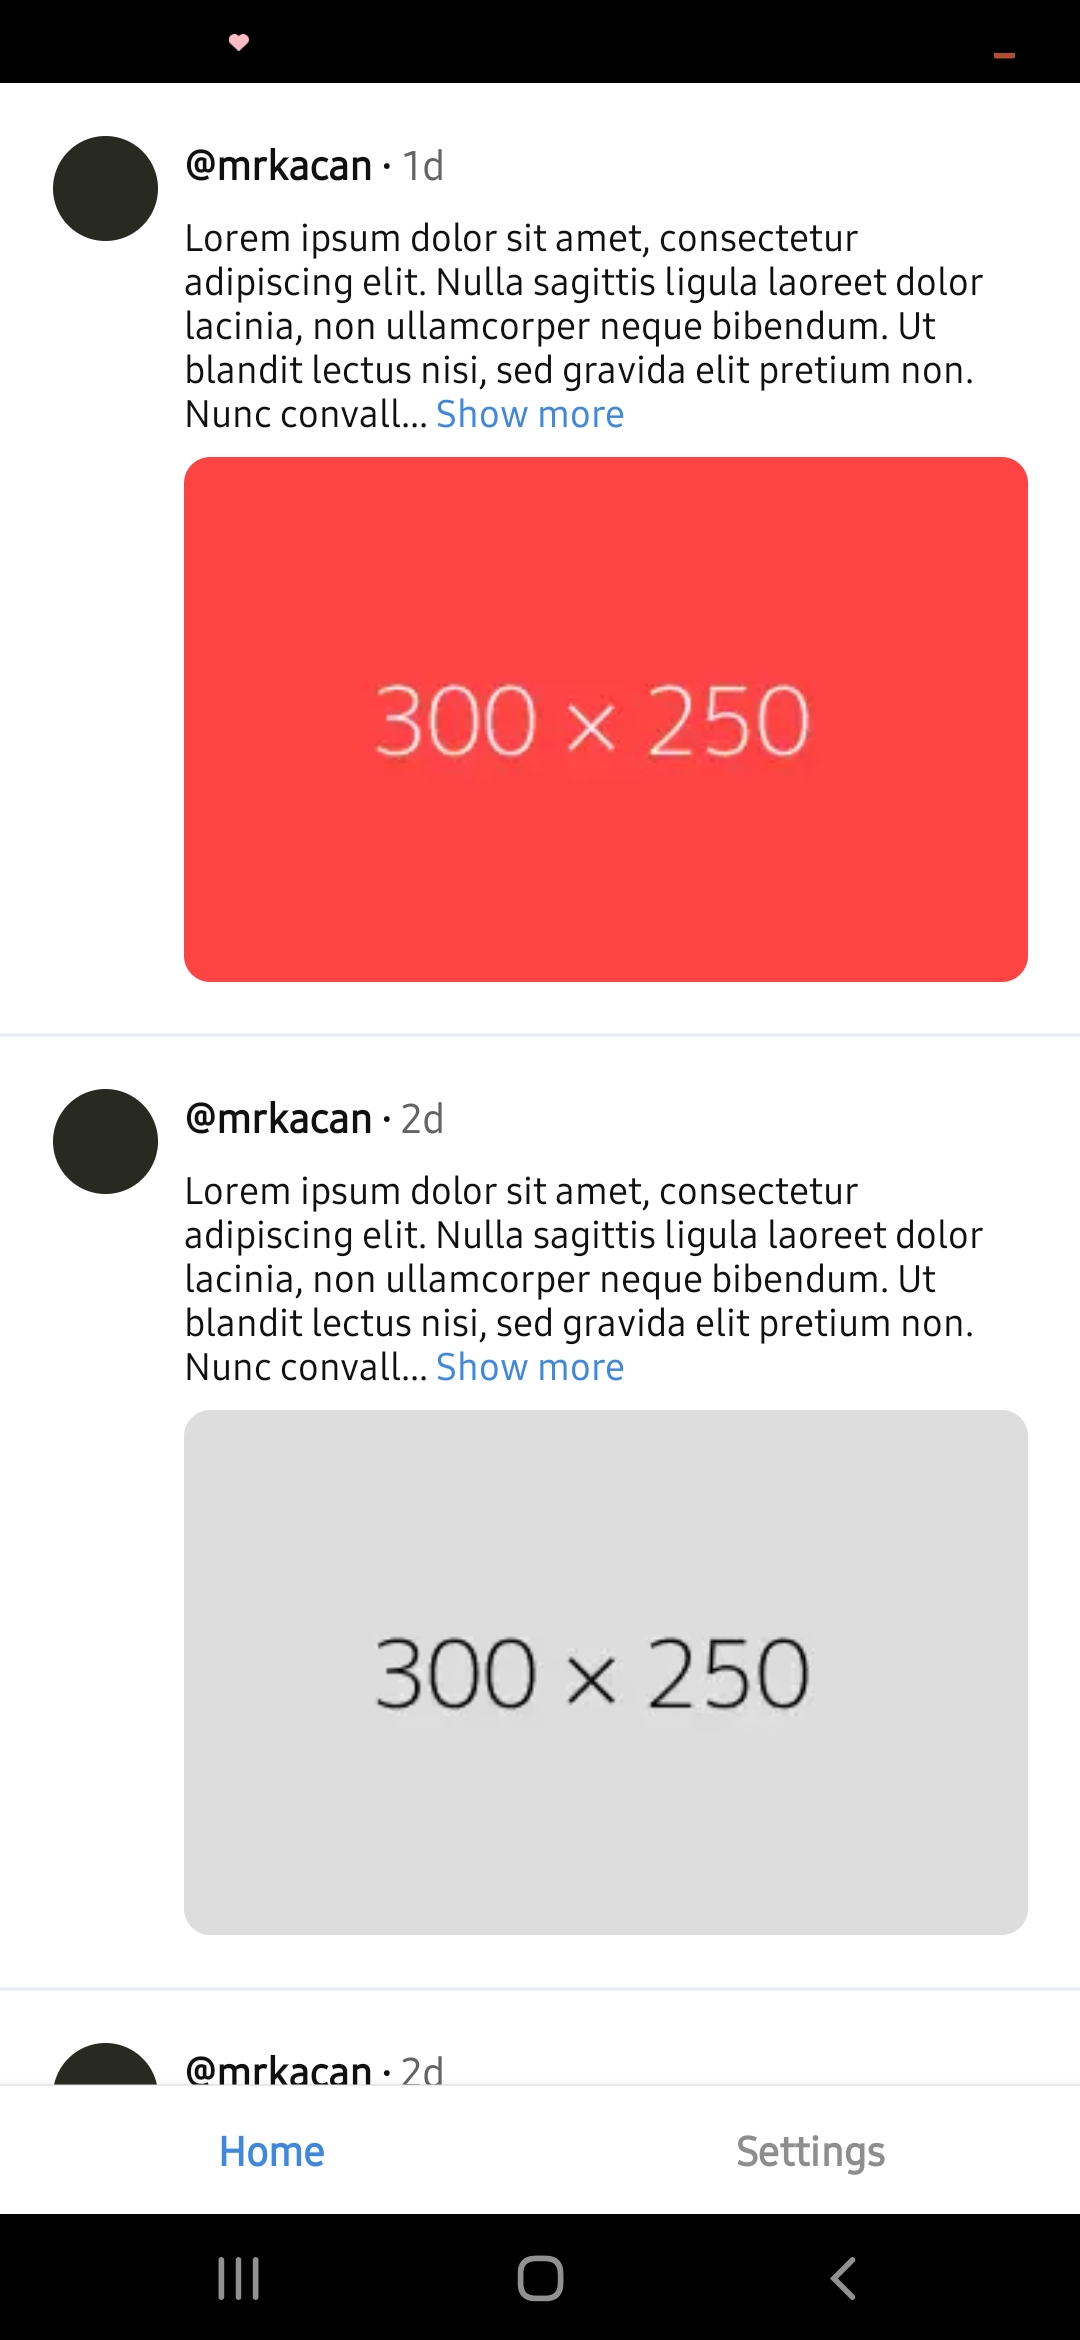 @mrkacan · 1d
Lorem ipsum dolor sit amet, consectetur
adipiscing elit. Nulla sagittis ligula laoreet dolor
lacinia, non ullamcorper neque bibendum. Ut
blandit lectus nisi, sed gravida elit pretium non.
Nunc convall... Show more
300 × 250
@mrkacan · 2d
Lorem ipsum dolor sit amet, consectetur
adipiscing elit. Nulla sagittis ligula laoreet dolor
lacinia, non ullamcorper neque bibendum. Ut
blandit lectus nisi, sed gravida elit pretium non.
Nunc convall... Show more
300 × 250
@mrkacan · 2d
Home Settings